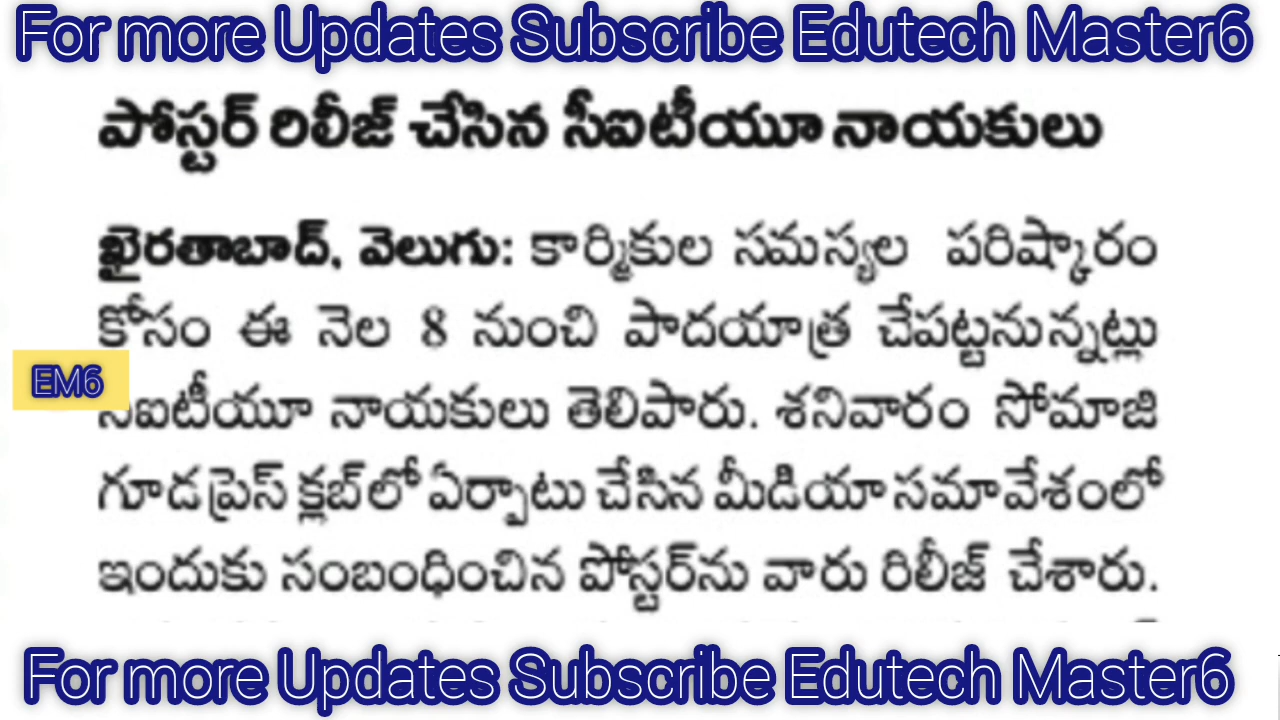 For more Updates Subscribe Edutech Master6
పోస్టర్ రిలీజ్ చేసిన సీఐటీయూ నాయకులు
ఖైరతాబాద్, వెలుగు: కార్మికుల సమస్యల పరిష్కారం
కోసం ఈ నెల 8 నుంచి పాదయాత్ర చేపట్టనున్నట్లు
EM6
సీఐటీయూ నాయకులు తెలిపారు. శనివారం సోమాజి
గూడ ప్రెస్ క్లబ్‌లో ఏర్పాటు చేసిన మీడియా సమావేశంలో
ఇందుకు సంబంధించిన పోస్టర్‌ను వారు రిలీజ్ చేశారు.
For more Updates Subscribe Edutech Master6